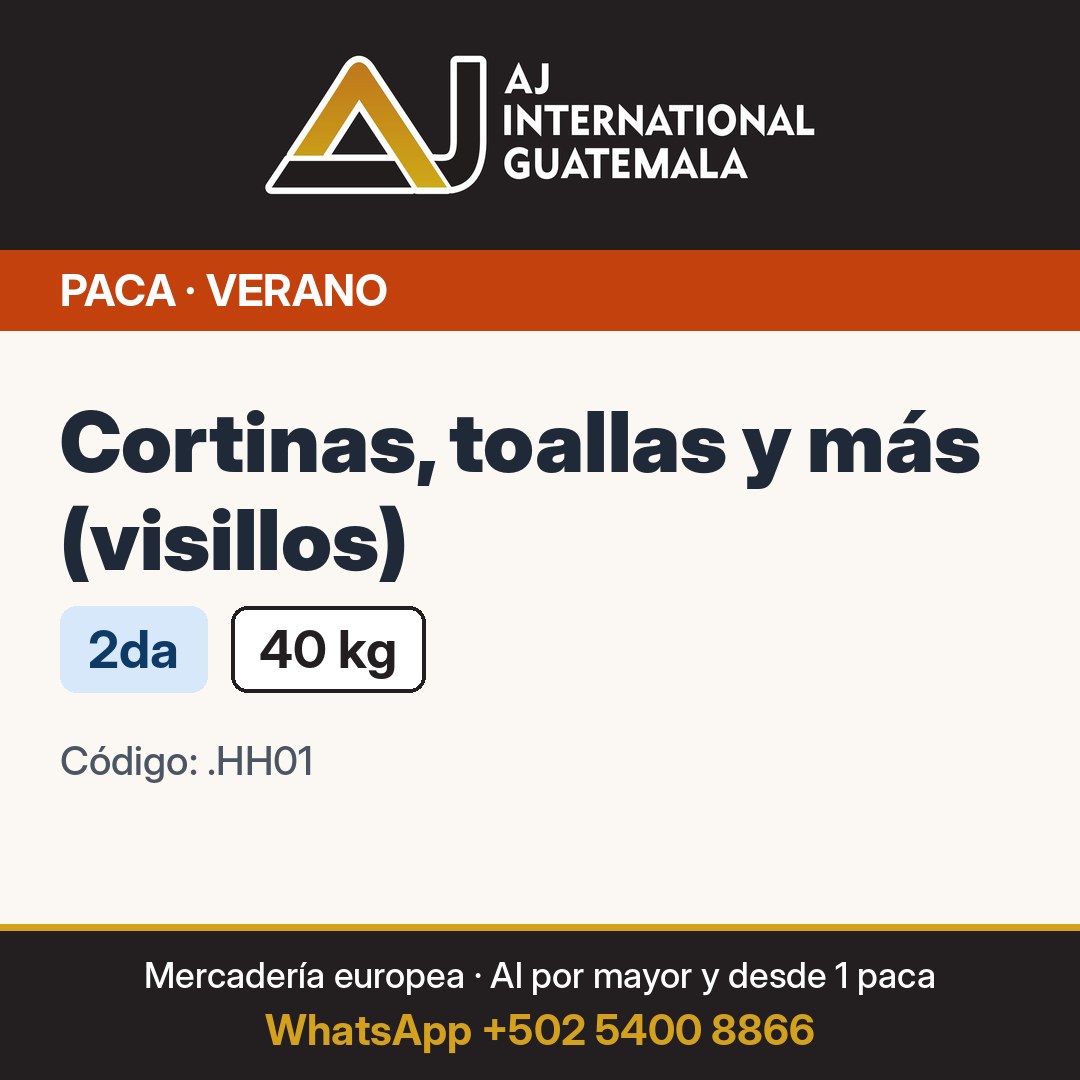 AJ
AJ
INTERNATIONAL
GUATEMALA
PACA · VERANO
Cortinas, toallas y más
(visillos)
2da
40 kg
Código: .HH01
Mercadería europea · Al por mayor y desde 1 paca
WhatsApp +502 5400 8866